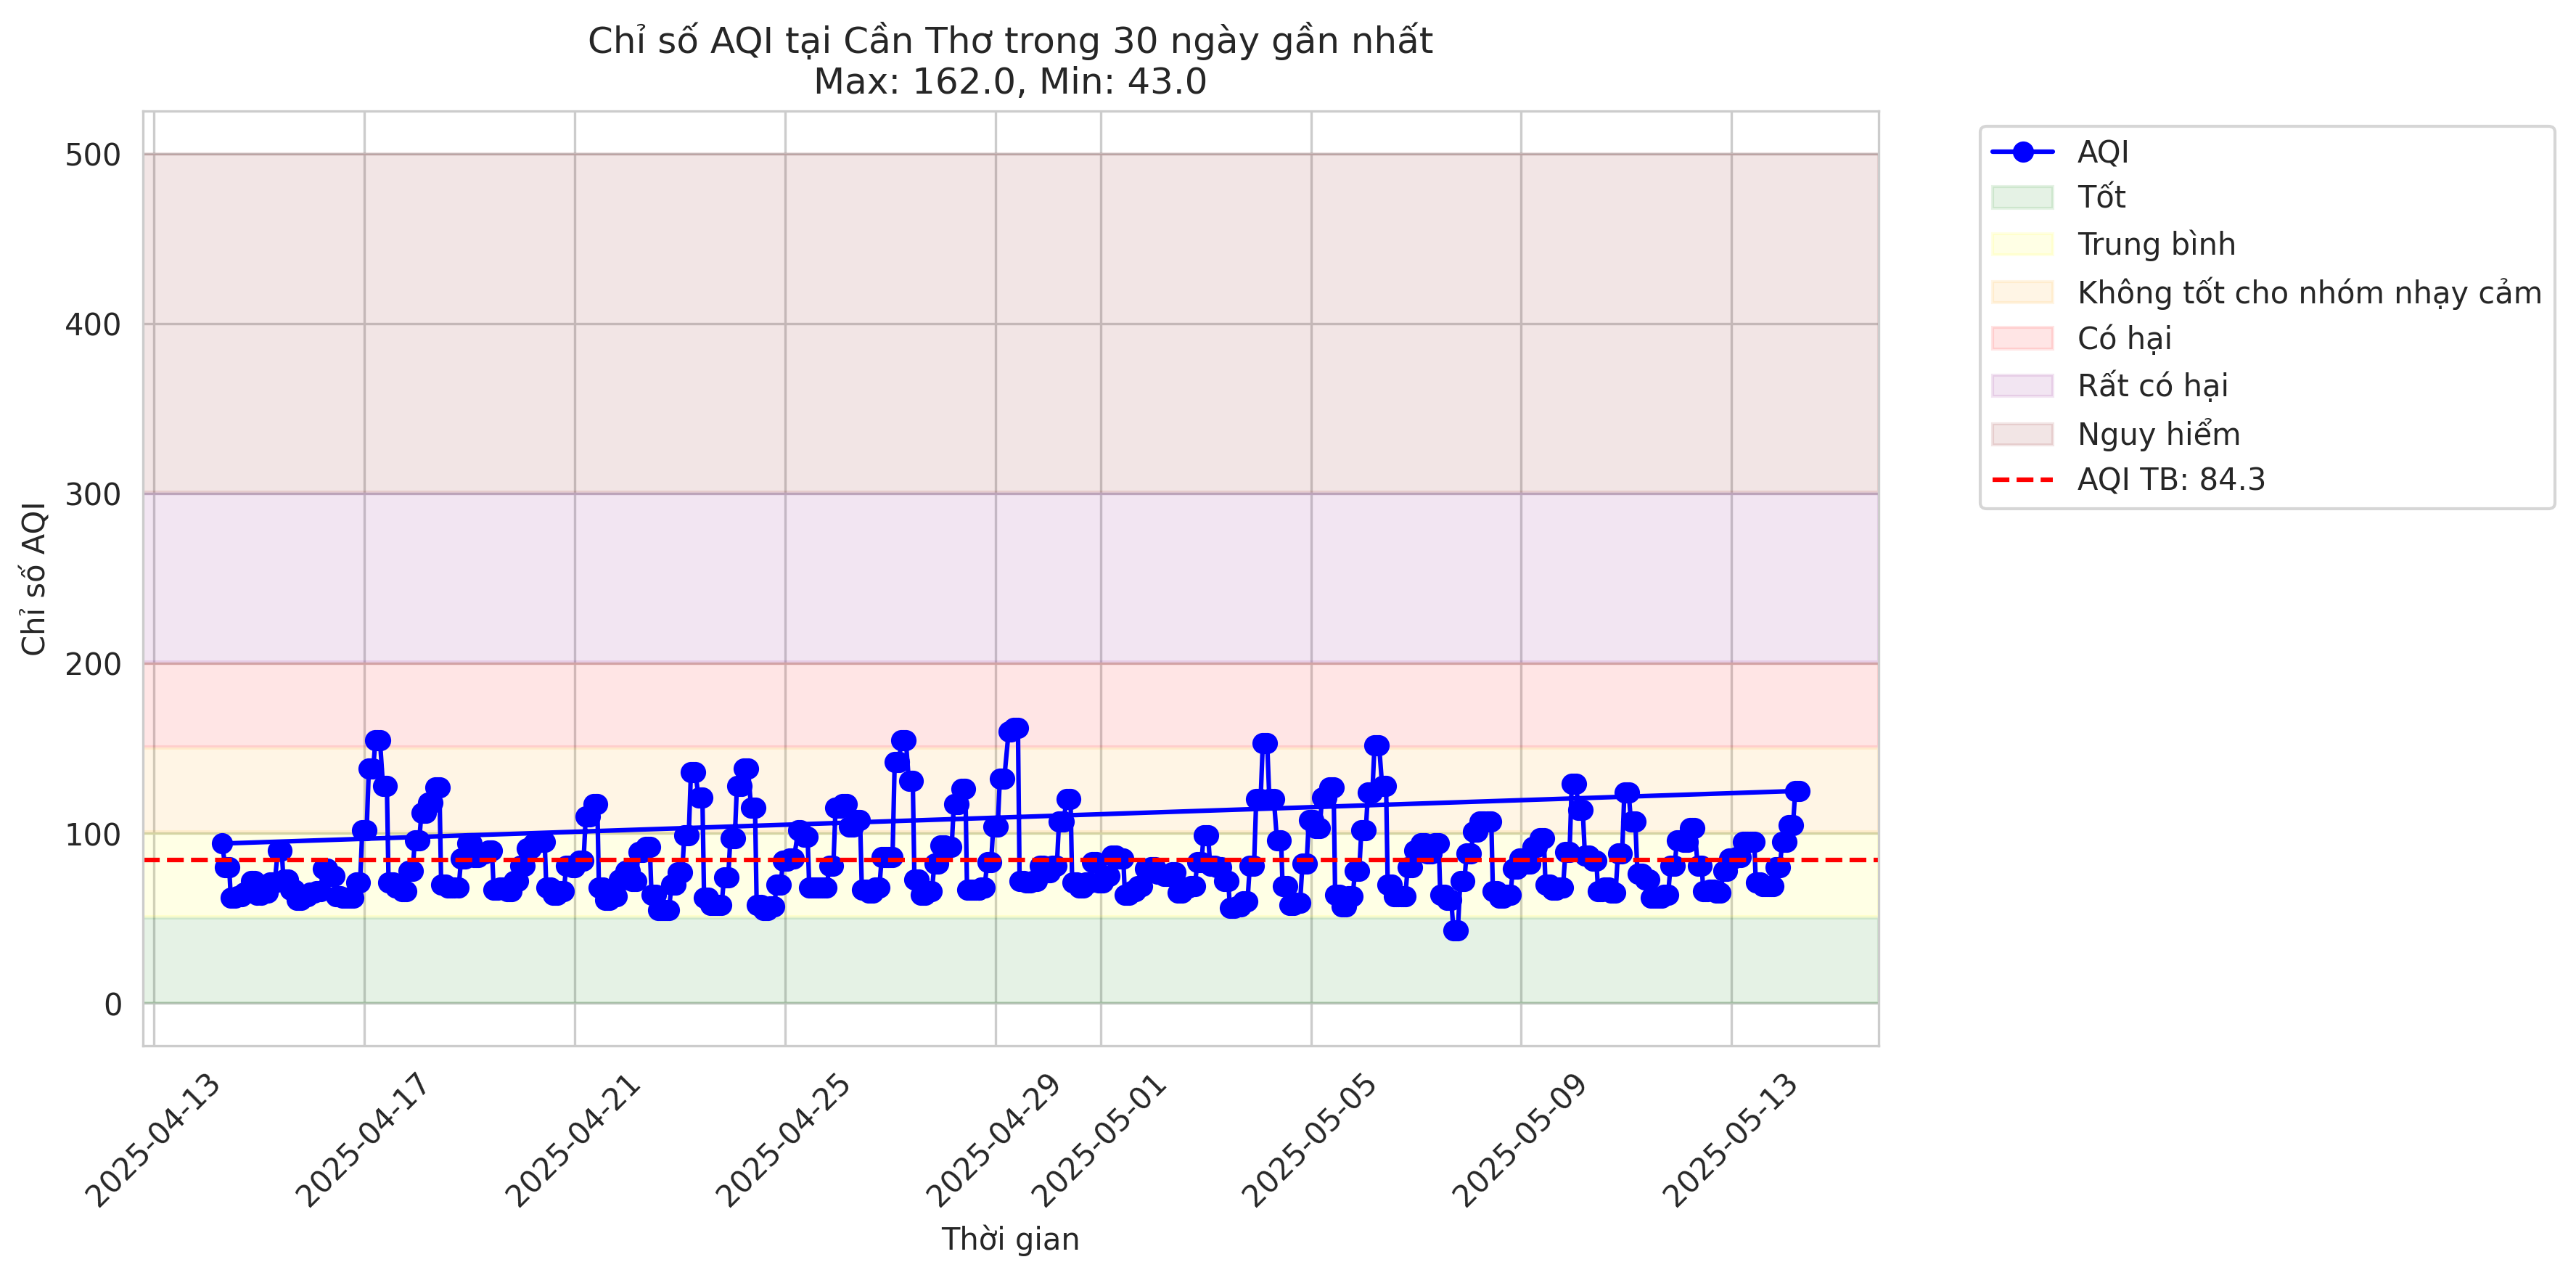 Chỉ số AQI tại Cần Thơ trong 30 ngày gần nhất
Max: 162.0, Min: 43.0
Chỉ số AQI
500
400
300
200
100
0
2025-04-13
2025-04-17
2025-04-21
2025-04-25
2025-04-29
2025-05-01
2025-05-05
2025-05-09
2025-05-13
Thời gian
AQI
Tốt
Trung bình
Không tốt cho nhóm nhạy cảm
Có hại
Rất có hại
Nguy hiểm
AQI TB: 84.3